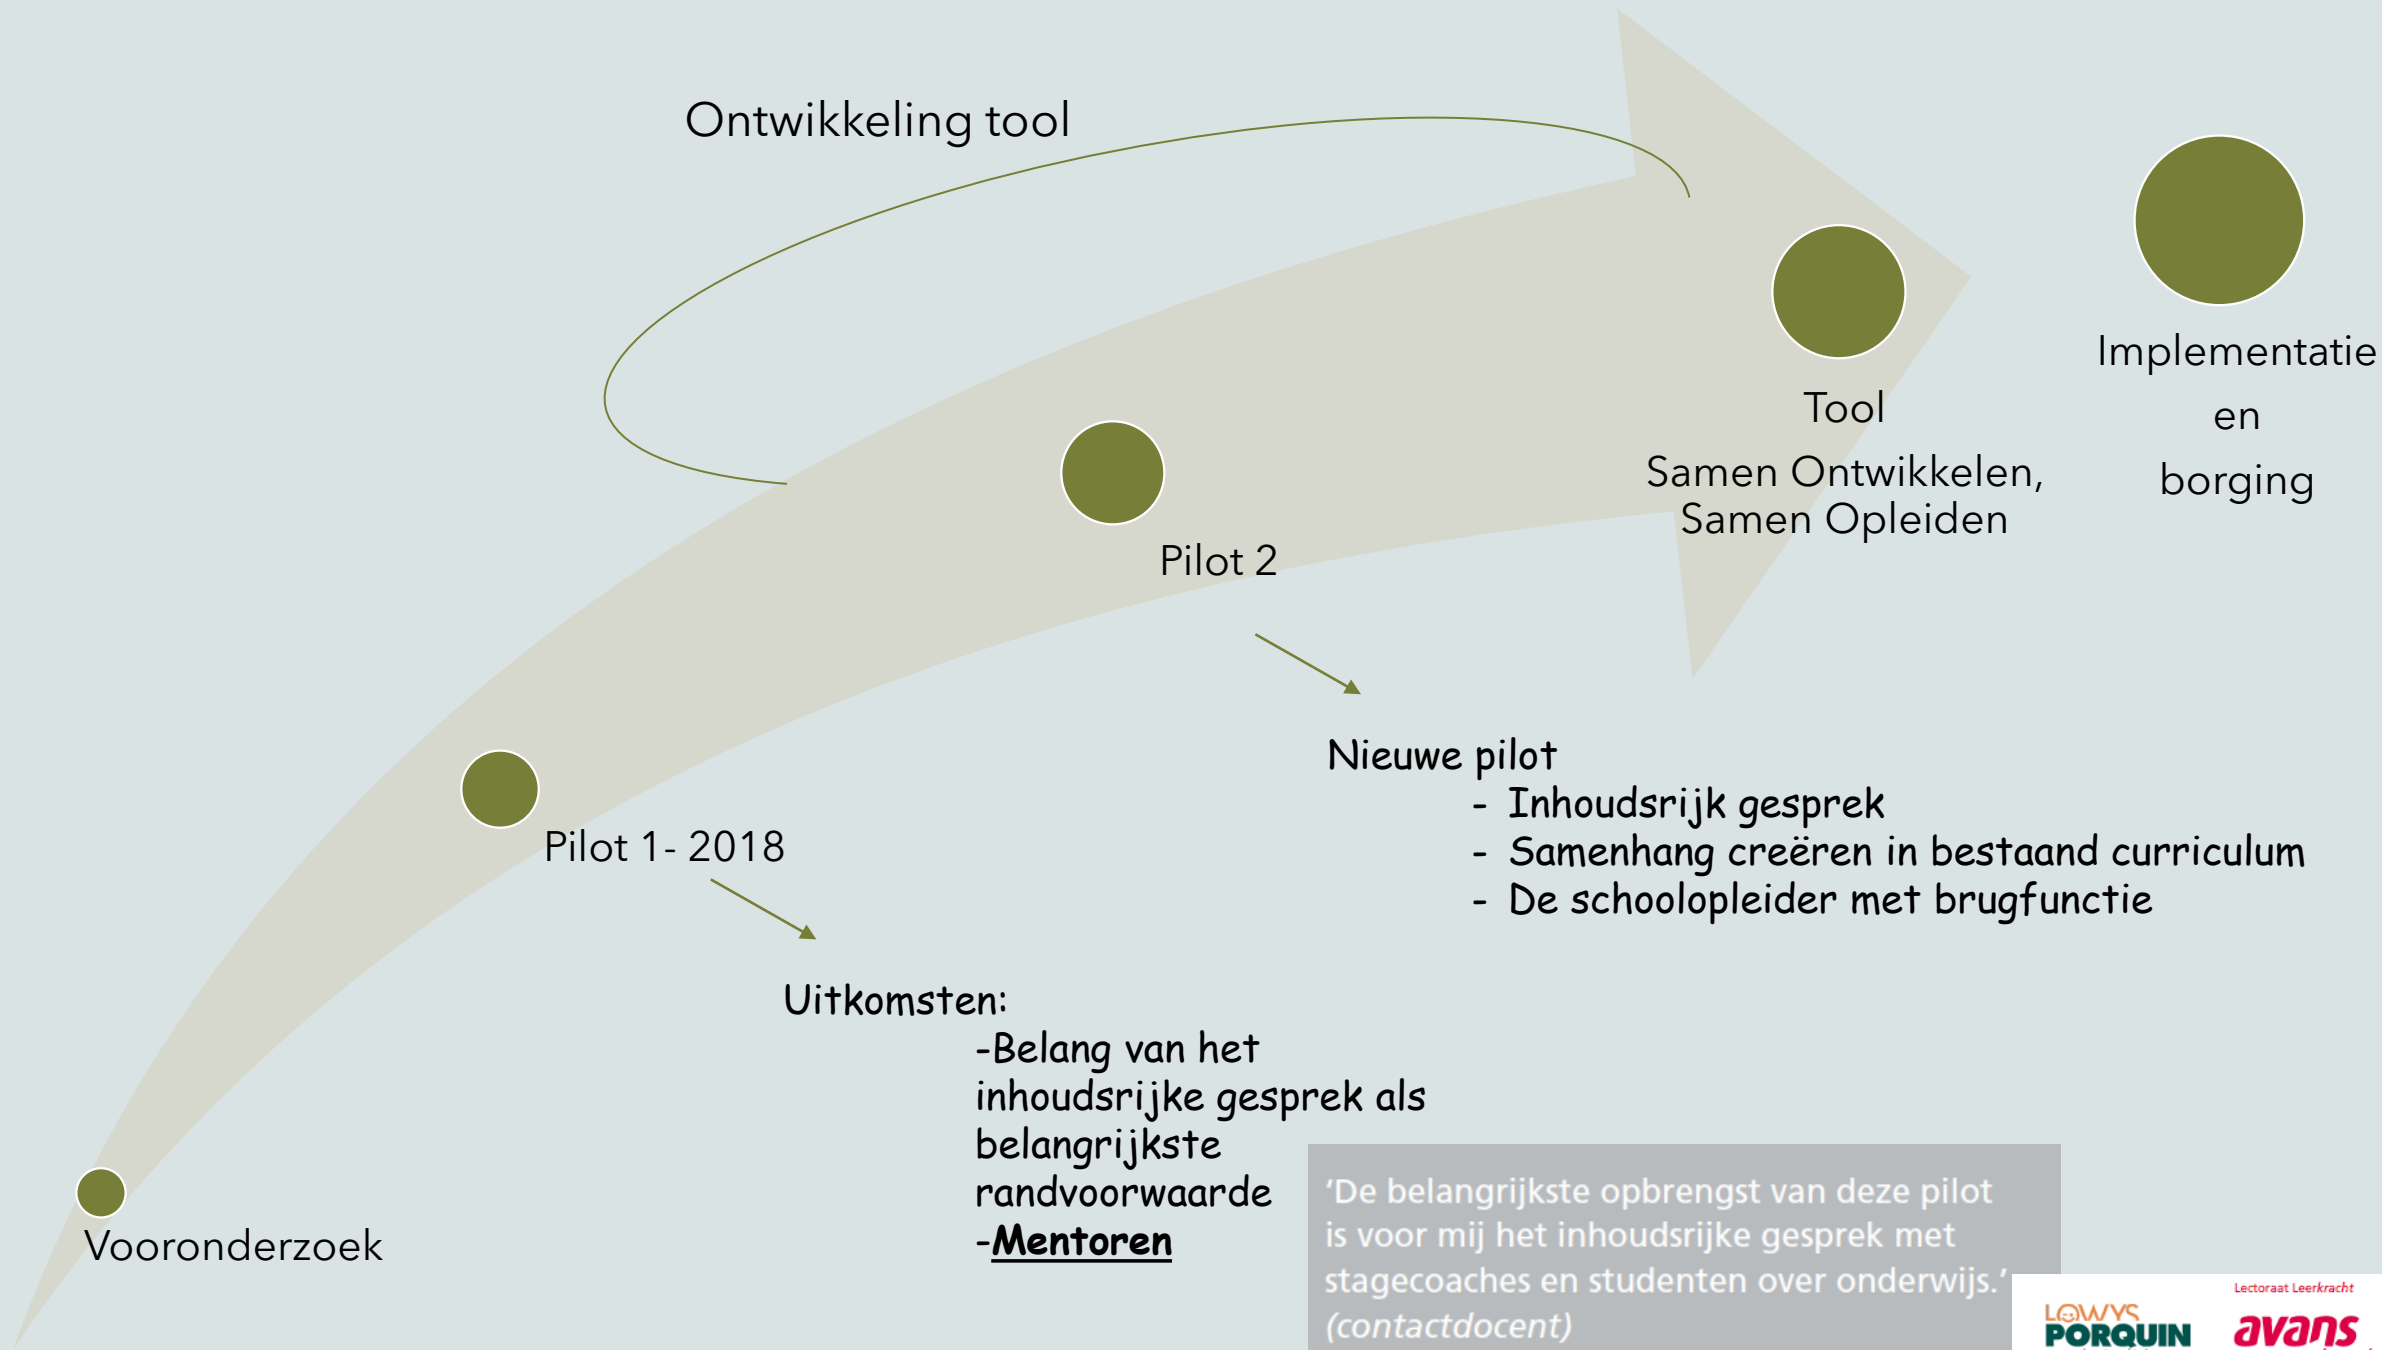 Ontwikkeling tool
Implementatie
en
borging
Tool
Samen Ontwikkelen,
Samen Opleiden
Pilot 2
Nieuwe pilot
- Inhoudsrijk gesprek
- Samenhang creëren in bestaand curriculum
- De schoolopleider met brugfunctie
Pilot 1- 2018
Uitkomsten:
-Belang van het
inhoudsrijke gesprek als
belangrijkste
randvoorwaarde
-Mentoren
Vooronderzoek
'De belangrijkste opbrengst van deze pilot
is voor mij het inhoudsrijke gesprek met
stagecoaches en studenten over onderwijs.'
(contactdocent)
LOWYS
PORQUIN
Lectoraat Leerkracht
avans